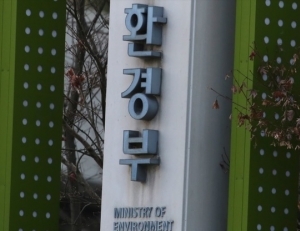 환경부
MINISTRY OF
ENVIRONMENT